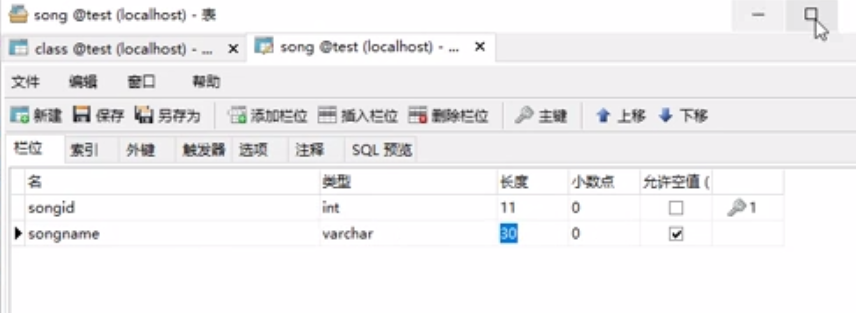 song @test (localhost) - 表
class @test (localhost) - ... song @test (localhost) - ...
文件 编辑 窗口 帮助
新建 保存 另存为 添加栏位 插入栏位 删除栏位 主键 上移 下移
栏位 索引 外键 触发器 选项 注释 SQL 预览
名 类型 长度 小数点 允许空值 (
songid int 11 0 1
songname varchar 30 0